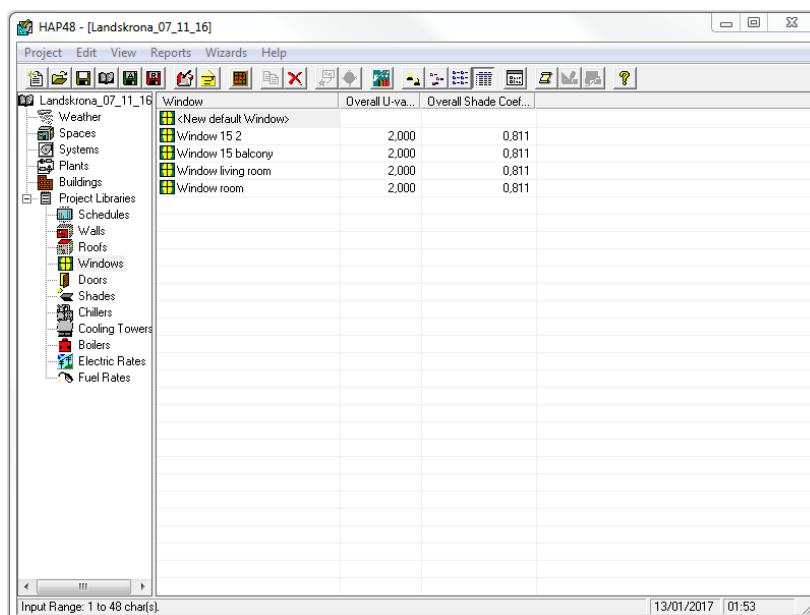 HAP48 - [Landskrona_07_11_16]
Project Edit View Reports Wizards Help
Landskrona_07_11_16
Weather
Spaces
Systems
Plants
Buildings
Project Libraries
Schedules
Walls
Roofs
Windows
Doors
Shades
Chillers
Cooling Towers
Boilers
Electric Rates
Fuel Rates
Window Overall U-va... Overall Shade Coef...
<New default Window>
Window 15 2 2,000 0,811
Window 15 balcony 2,000 0,811
Window living room 2,000 0,811
Window room 2,000 0,811
Input Range: 1 to 48 char(s). 13/01/2017 01:53